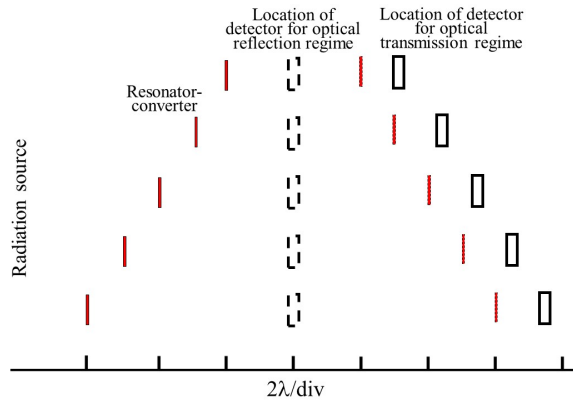 Location of
detector for optical
reflection regime
Location of detector
for optical
transmission regime
Resonator-
converter
Radiation source
2λ/div